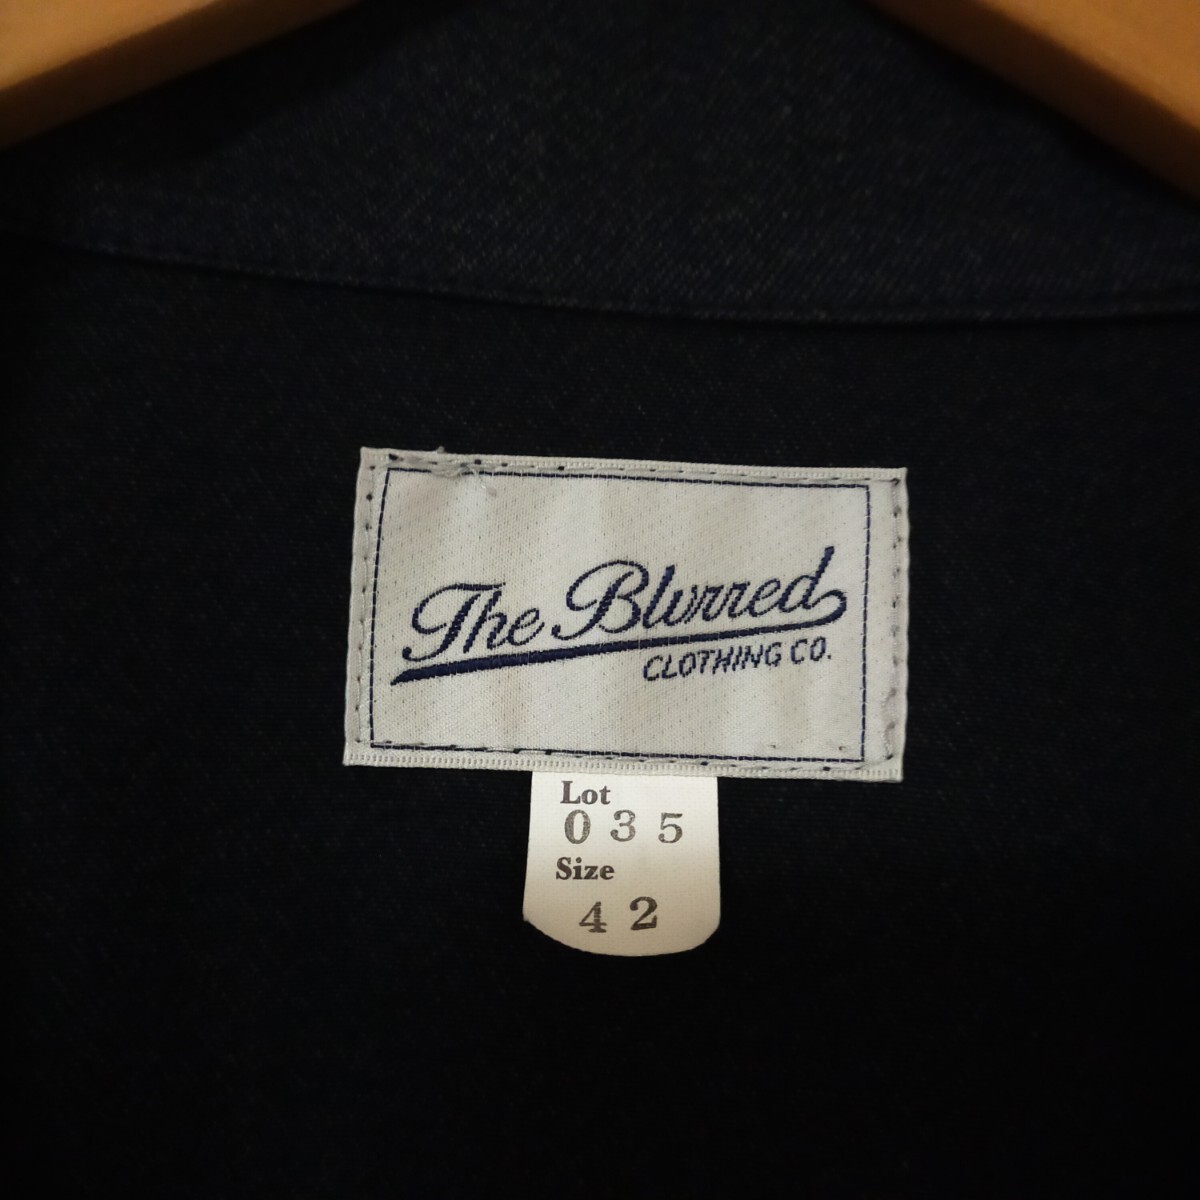 The Blurred
CLOTHING CO.
Lot
035
Size
42